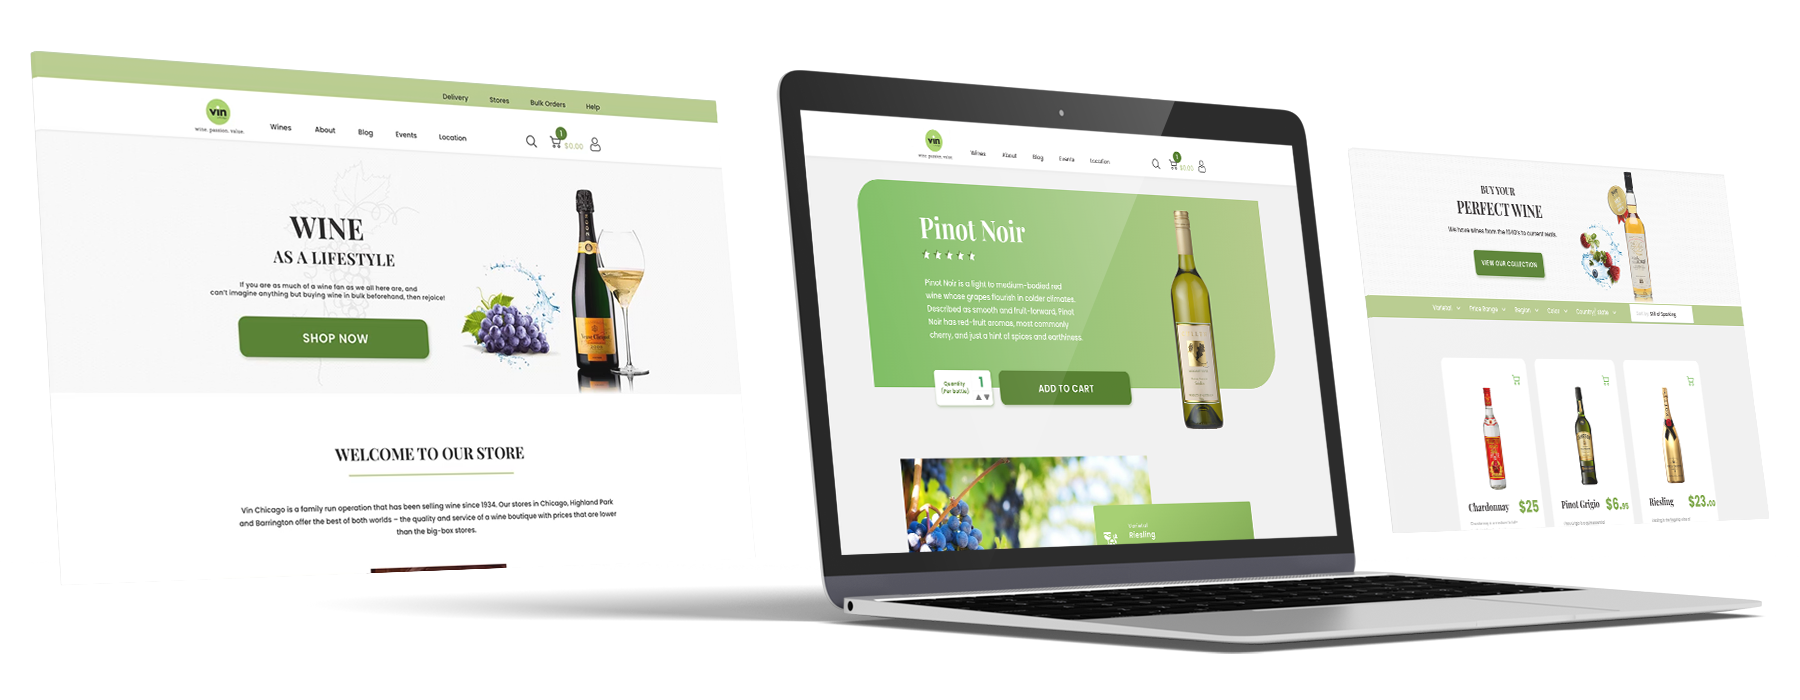 Delivery
Stores
Bulk Orders
Help
vin
wine. passion. value.
Wines
About
Blog
Events
Location
1
$0.00
WINE
AS A LIFESTYLE
If you are as much of a wine fan as we all here are, and
can't imagine anything but buying wine in bulk beforehand, then rejoice!
SHOP NOW
WELCOME TO OUR STORE
Vin Chicago is a family run operation that has been selling wine since 1934. Our stores in Chicago, Highland Park
and Barrington offer the best of both worlds – the quality and service of a wine boutique with prices that are lower
than the big-box stores.
vin
wine. passion. value.
Wines
About
Blog
Events
Location
1
$0.00
Pinot Noir
Pinot Noir is a light to medium-bodied red
wine whose grapes flourish in colder climates.
Described as smooth and fruit-forward, Pinot
Noir has red-fruit aromas, most commonly
cherry, and just a hint of spices and earthiness.
Quantity
(Per bottle)
1
ADD TO CART
Varietal
Riesling
BUY YOUR
PERFECT WINE
We have wines from the 1840's to current reals.
VIEW OUR COLLECTION
Varietal
Price Range
Region
Color
Country/State
Still or Sparkling
Chardonnay
$25
Pinot Grigio
$6.95
Riesling
$23.00